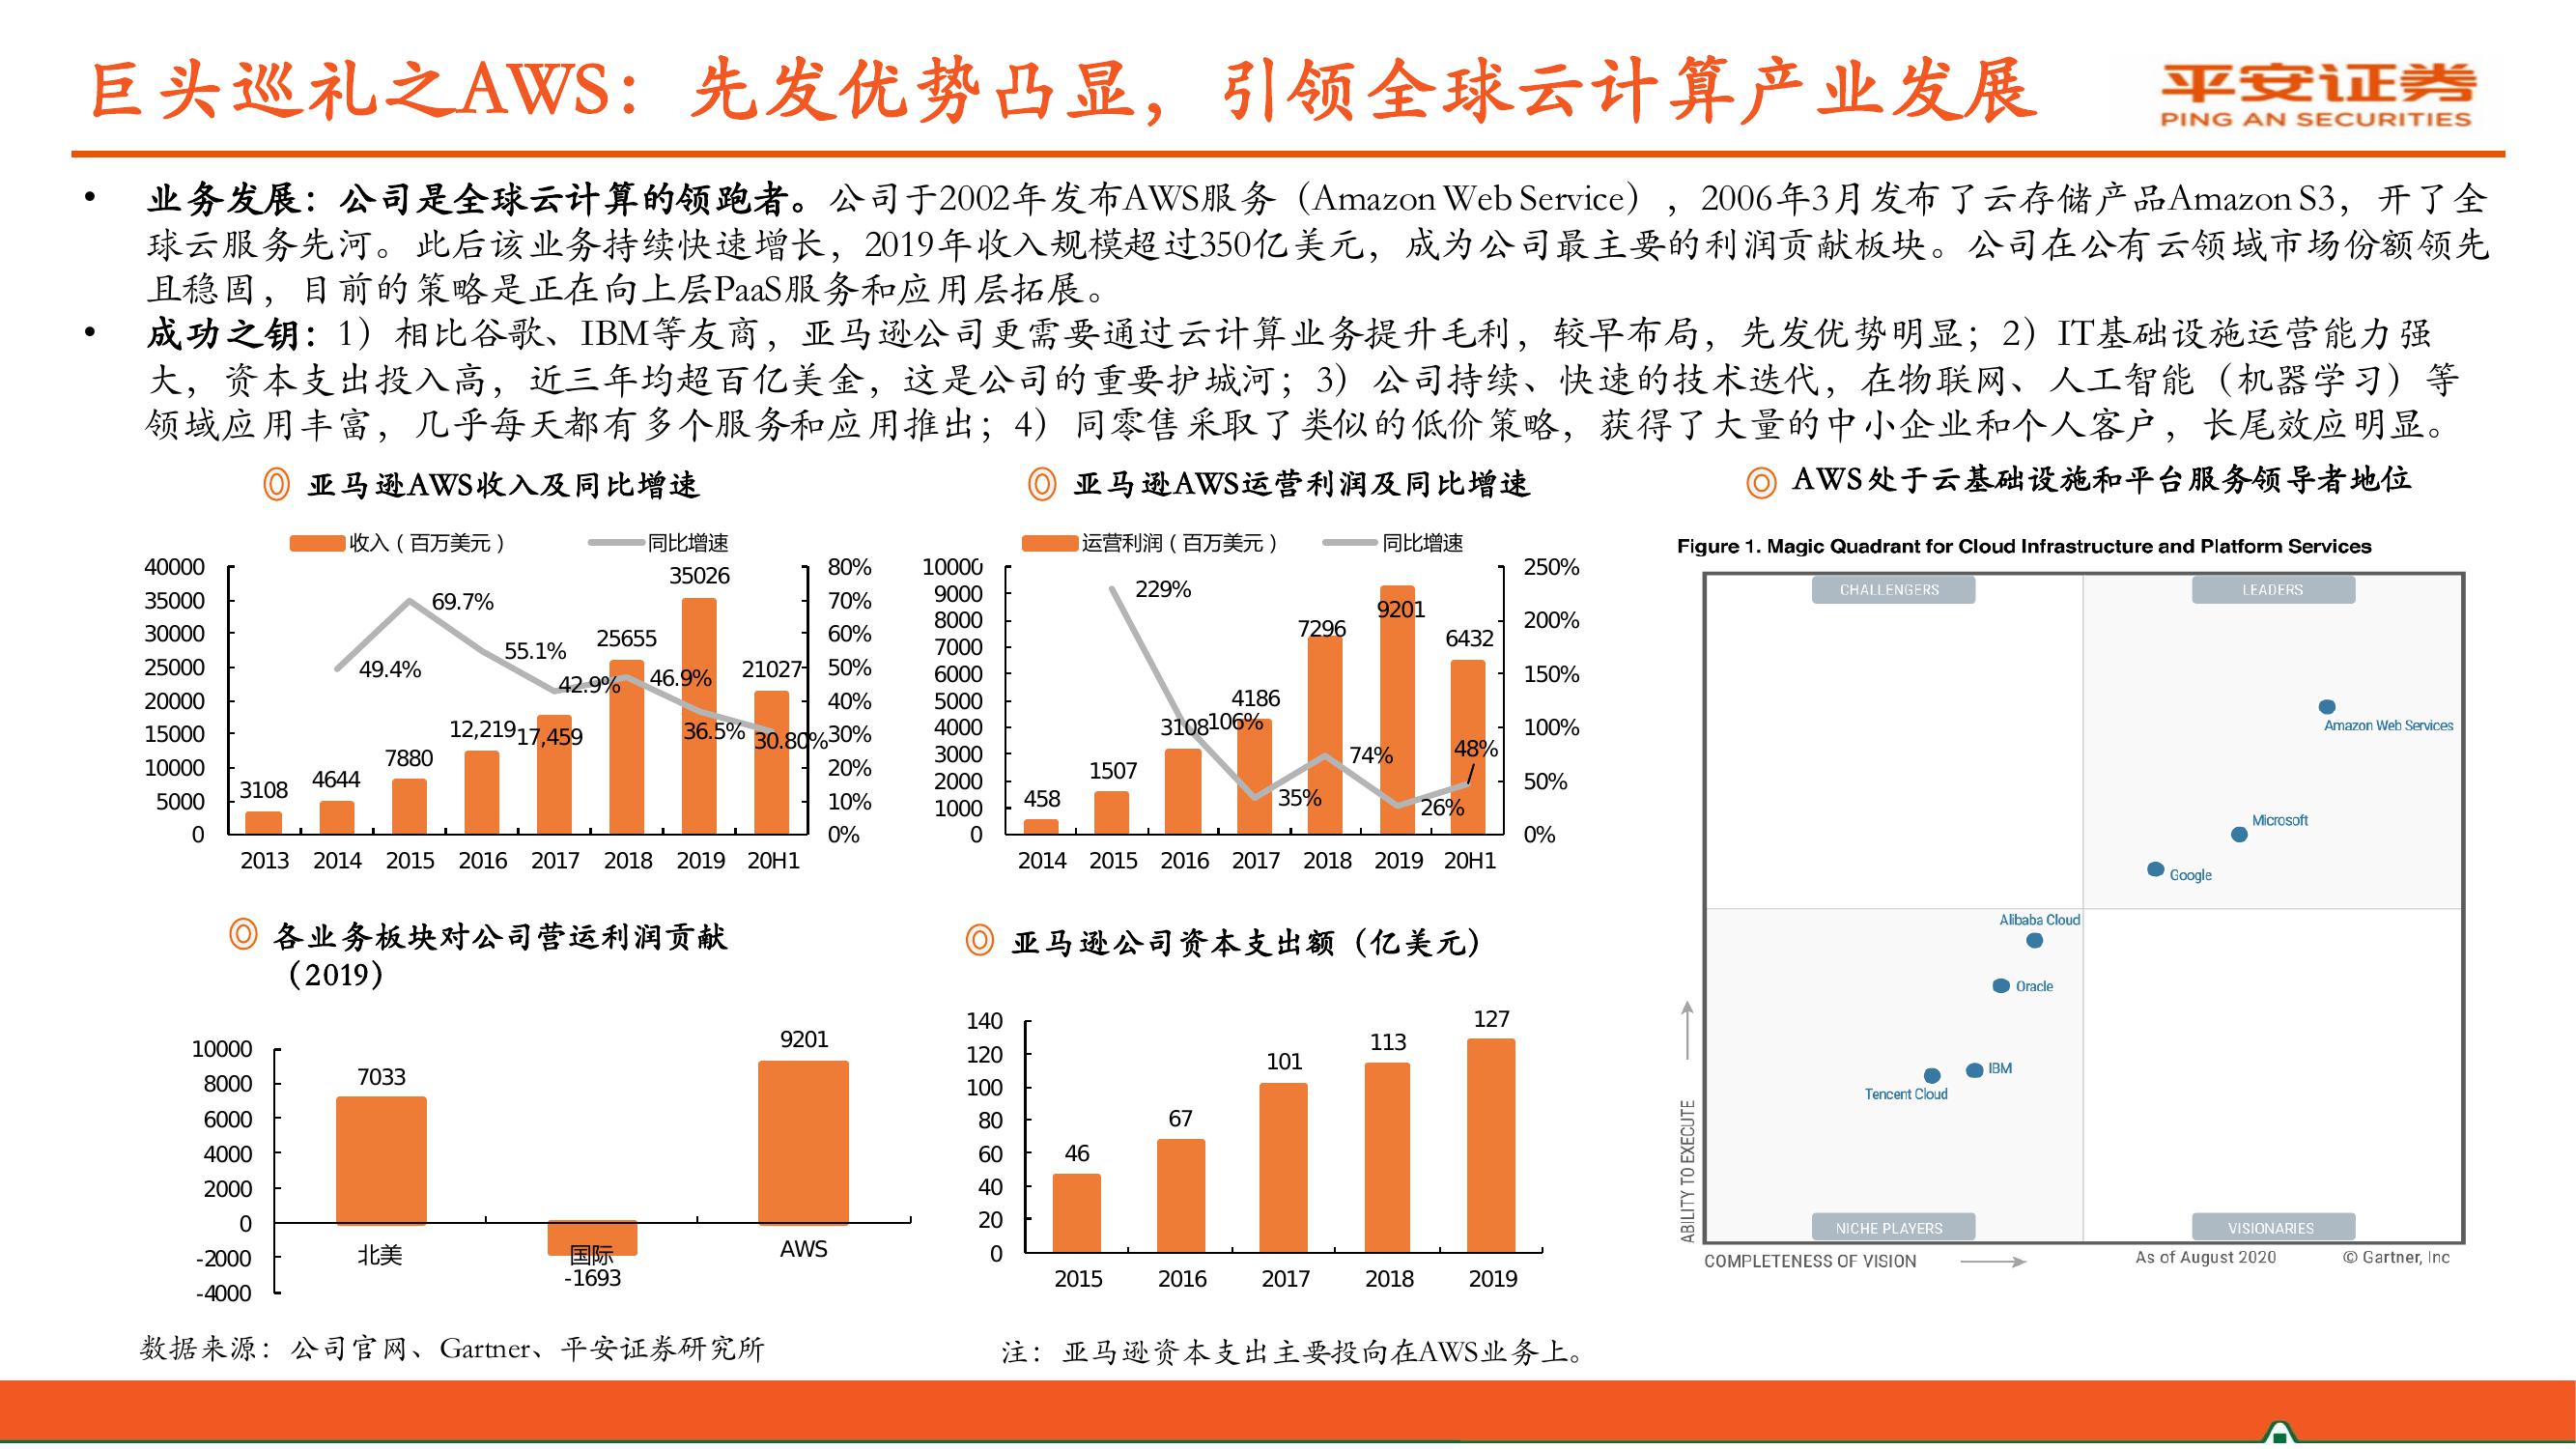 巨头巡礼之AWS：先发优势凸显，引领全球云计算产业发展
平安证券
PING AN SECURITIES
• 业务发展：公司是全球云计算的领跑者。公司于2002年发布AWS服务（Amazon Web Service），2006年3月发布了云存储产品Amazon S3，开了全
球云服务先河。此后该业务持续快速增长，2019年收入规模超过350亿美元，成为公司最主要的利润贡献板块。公司在公有云领域市场份额领先
且稳固，目前的策略是正在向上层PaaS服务和应用层拓展。
• 成功之钥：1）相比谷歌、IBM等友商，亚马逊公司更需要通过云计算业务提升毛利，较早布局，先发优势明显；2）IT基础设施运营能力强
大，资本支出投入高，近三年均超百亿美金，这是公司的重要护城河；3）公司持续、快速的技术迭代，在物联网、人工智能（机器学习）等
领域应用丰富，几乎每天都有多个服务和应用推出；4）同零售采取了类似的低价策略，获得了大量的中小企业和个人客户，长尾效应明显。
亚马逊AWS收入及同比增速
收入（百万美元） 同比增速
40000
35000
30000
25000
20000
15000
10000
5000
0
80%
70%
60%
50%
40%
30%
20%
10%
0%
3108
4644
7880
12,219
17,459
25655
35026
21027
49.4%
69.7%
55.1%
42.9%
46.9%
36.5%
30.80%
2013 2014 2015 2016 2017 2018 2019 20H1
亚马逊AWS运营利润及同比增速
运营利润（百万美元） 同比增速
10000
9000
8000
7000
6000
5000
4000
3000
2000
1000
0
250%
200%
150%
100%
50%
0%
458
1507
3108
4186
7296
9201
6432
229%
106%
35%
74%
26%
48%
2014 2015 2016 2017 2018 2019 20H1
AWS处于云基础设施和平台服务领导者地位
Figure 1. Magic Quadrant for Cloud Infrastructure and Platform Services
CHALLENGERS
LEADERS
Amazon Web Services
Microsoft
Google
Alibaba Cloud
Oracle
IBM
Tencent Cloud
NICHE PLAYERS
VISIONARIES
ABILITY TO EXECUTE
COMPLETENESS OF VISION
As of August 2020
© Gartner, Inc
各业务板块对公司营运利润贡献
（2019）
10000
8000
6000
4000
2000
0
-2000
-4000
7033
-1693
9201
北美
国际
AWS
亚马逊公司资本支出额（亿美元）
140
120
100
80
60
40
20
0
46
67
101
113
127
2015 2016 2017 2018 2019
数据来源：公司官网、Gartner、平安证券研究所
注：亚马逊资本支出主要投向在AWS业务上。